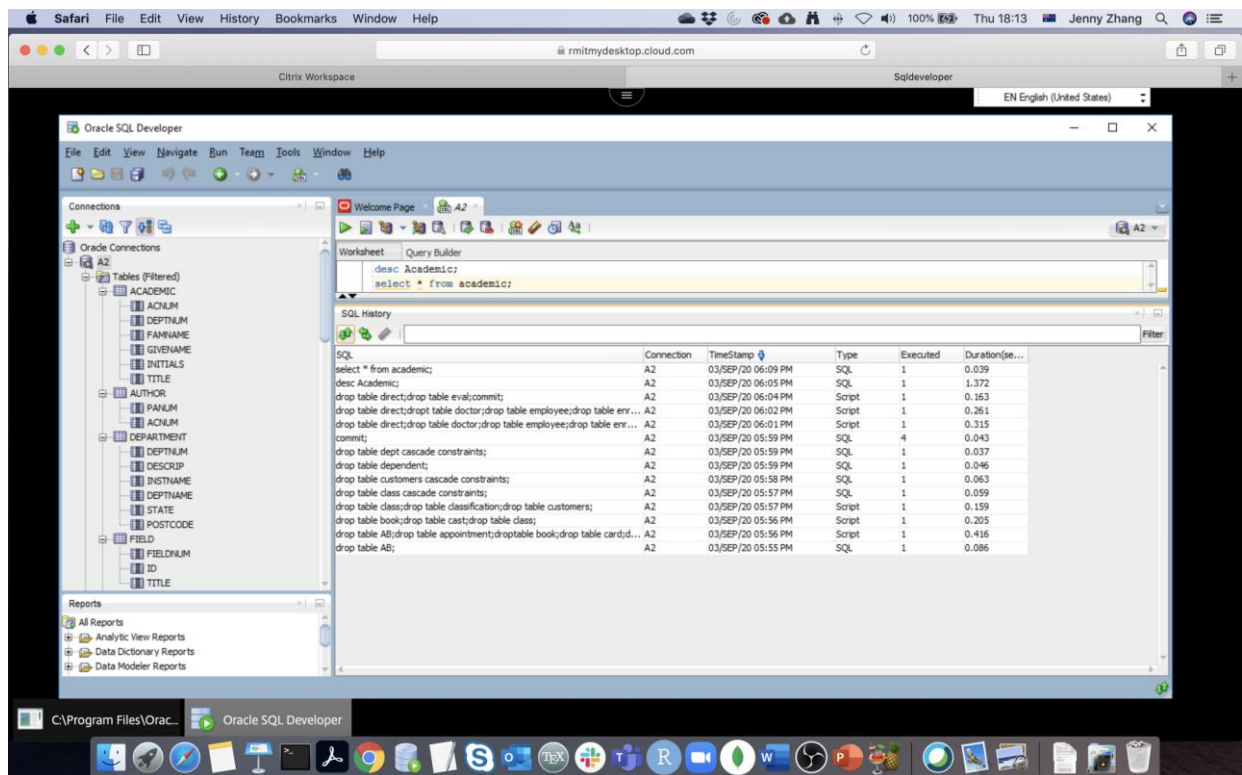 Safari File Edit View History Bookmarks Window Help 100% Thu 18:13 Jenny Zhang
rmitmydesktop.cloud.com
Citrix Workspace Sqldeveloper
EN English (United States)
Oracle SQL Developer
File Edit View Navigate Run Team Tools Window Help
Connections
Oracle Connections
A2
Tables (Filtered)
ACADEMIC
ACNUM
DEPTNUM
FAMNAME
GIVENAME
INITIALS
TITLE
AUTHOR
PANUM
ACNUM
DEPARTMENT
DEPTNUM
DESCRIP
INSTNAME
DEPTNAME
STATE
POSTCODE
FIELD
FIELDNUM
ID
TITLE
Reports
All Reports
Analytic View Reports
Data Dictionary Reports
Data Modeler Reports
Welcome Page A2
A2
Worksheet Query Builder
desc Academic;
select * from academic;
SQL History
Filter
SQL Connection TimeStamp Type Executed Duration(se...
select * from academic; A2 03/SEP/20 06:09 PM SQL 1 0.039
desc Academic; A2 03/SEP/20 06:05 PM SQL 1 1.372
drop table direct;drop table eval;commit; A2 03/SEP/20 06:04 PM Script 1 0.163
drop table direct;dropt table doctor;drop table employee;drop table enr... A2 03/SEP/20 06:02 PM Script 1 0.261
drop table direct;drop table doctor;drop table employee;drop table enr... A2 03/SEP/20 06:01 PM Script 1 0.315
commit; A2 03/SEP/20 05:59 PM SQL 4 0.043
drop table dept cascade constraints; A2 03/SEP/20 05:59 PM SQL 1 0.037
drop table dependent; A2 03/SEP/20 05:59 PM SQL 1 0.046
drop table customers cascade constraints; A2 03/SEP/20 05:58 PM SQL 1 0.063
drop table class cascade constraints; A2 03/SEP/20 05:57 PM SQL 1 0.059
drop table class;drop table classification;drop table customers; A2 03/SEP/20 05:57 PM Script 1 0.159
drop table book;drop table cast;drop table class; A2 03/SEP/20 05:56 PM Script 1 0.205
drop table AB;drop table appointment;droptable book;drop table card;d... A2 03/SEP/20 05:56 PM Script 1 0.416
drop table AB; A2 03/SEP/20 05:55 PM SQL 1 0.086
C:\Program Files\Orac... Oracle SQL Developer